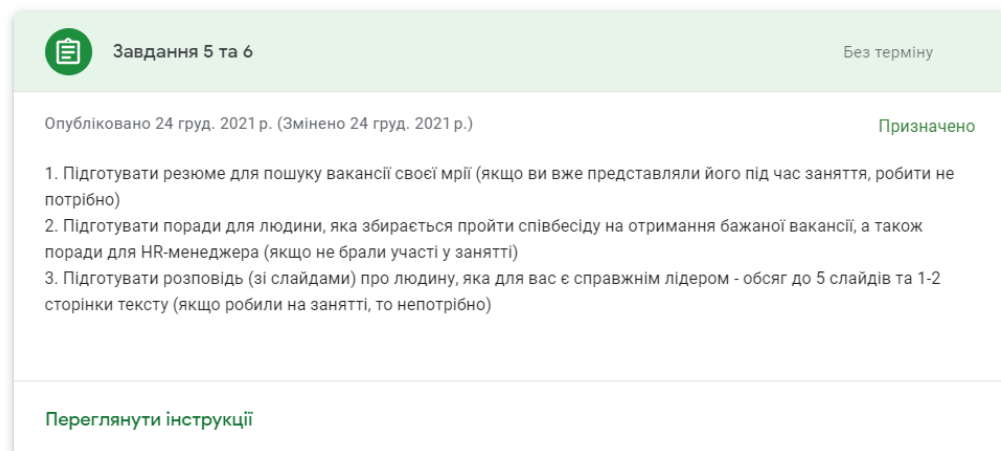 Завдання 5 та 6
Без терміну
Опубліковано 24 груд. 2021 р. (Змінено 24 груд. 2021 р.)
Призначено
1. Підготувати резюме для пошуку вакансії своєї мрії (якщо ви вже представляли його під час заняття, робити не
потрібно)
2. Підготувати поради для людини, яка збирається пройти співбесіду на отримання бажаної вакансії, а також
поради для HR-менеджера (якщо не брали участі у занятті)
3. Підготувати розповідь (зі слайдами) про людину, яка для вас є справжнім лідером - обсяг до 5 слайдів та 1-2
сторінки тексту (якщо робили на занятті, то непотрібно)
Переглянути інструкції